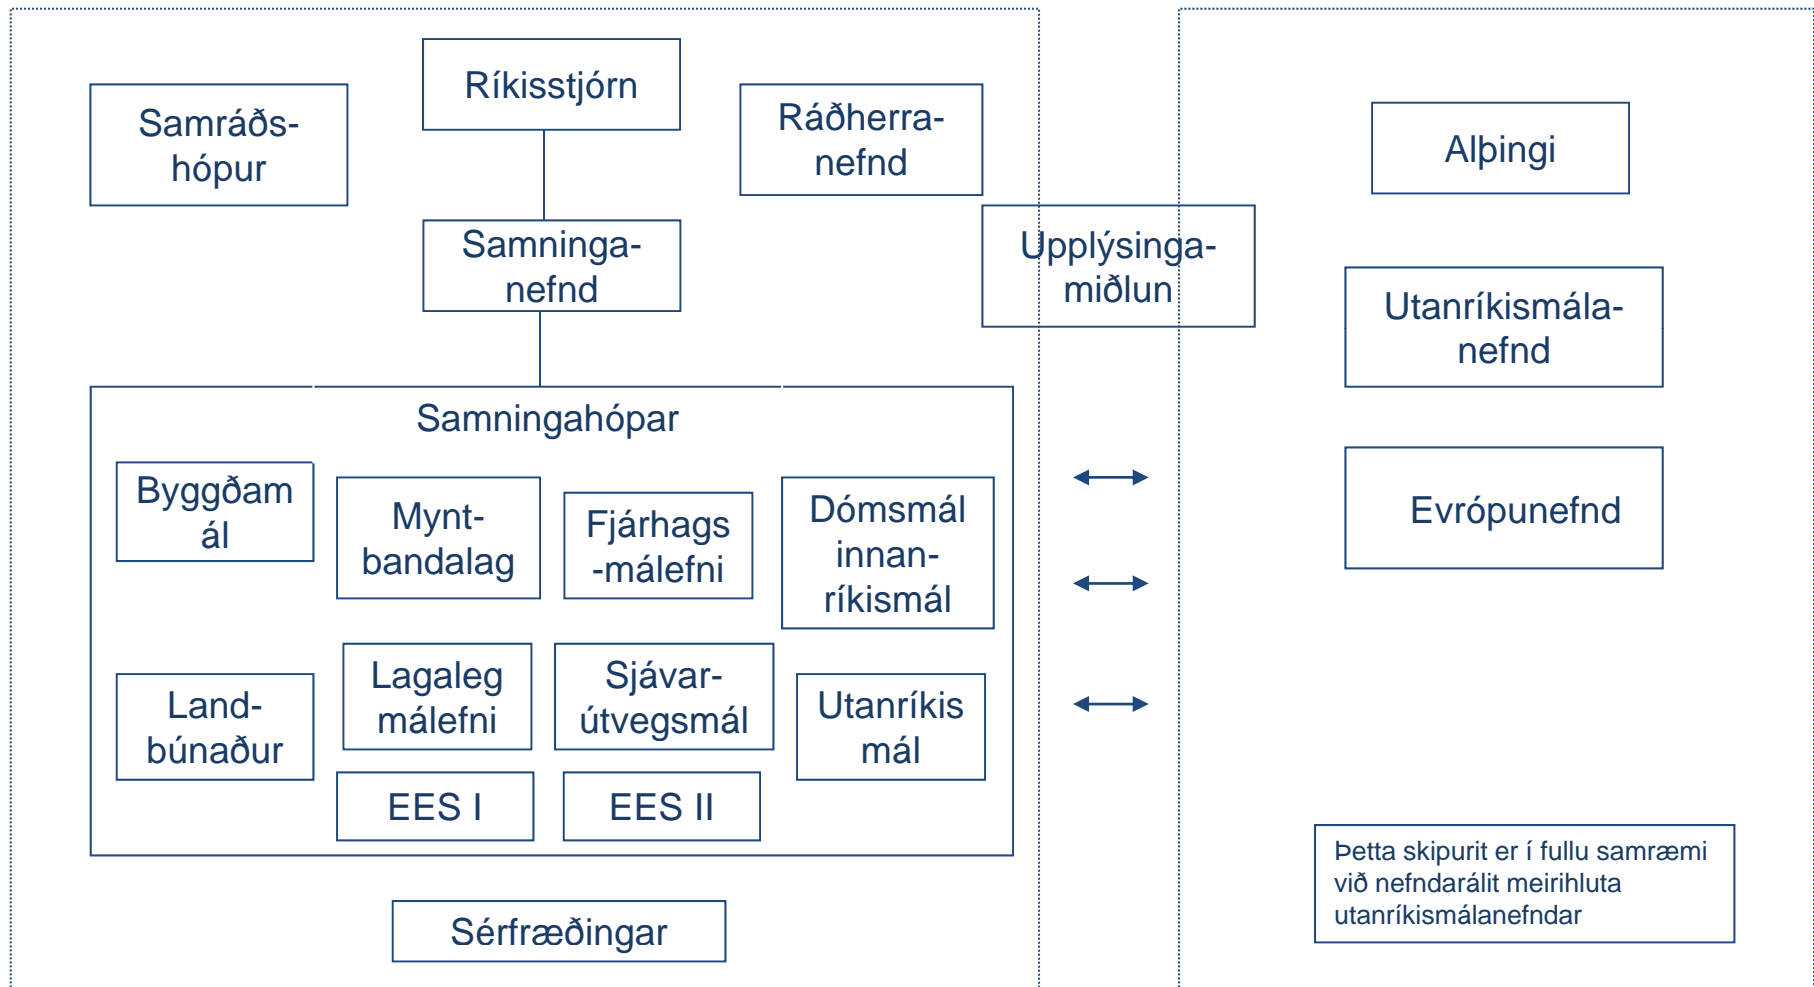 Ríkisstjórn
Samráðs-
hópur
Ráðherra-
nefnd
Alþingi
Samninga-
nefnd
Upplýsinga-
miðlun
Utanríkismála-
nefnd
Samningahópar
Byggðam
ál
Mynt-
bandalag
Fjárhags
-málefni
Dómsmál
innan-
ríkismál
Evrópunefnd
Land-
búnaður
Lagaleg
málefni
Sjávar-
útvegsmál
Utanríkis
mál
EES I
EES II
Sérfræðingar
Þetta skipurit er í fullu samræmi
við nefndarálit meirihluta
utanríkismálanefndar